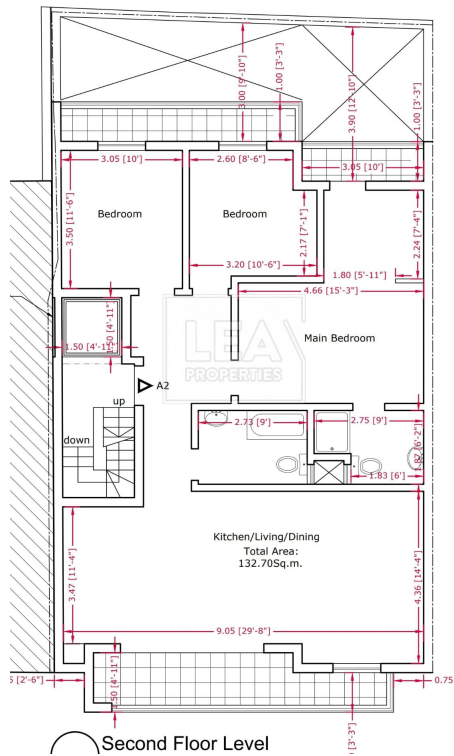 3.00 [9'-10"]
1.00 [3'-3"]
3.90 [12'-10"]
1.00 [3'-3"]
3.05 [10']
2.60 [8'-6"]
3.05 [10']
3.50 [11'-6"]
Bedroom
Bedroom
2.17 [7'-1"]
2.24 [7'-4"]
3.20 [10'-6"]
1.80 [5'-11"]
4.66 [15'-3"]
1.50 [4'-11"]
1.50 [4'-11"]
LEA
PROPERTIES
Main Bedroom
A2
up
down
2.73 [9']
2.75 [9']
1.87 [6'-2"]
1.83 [6']
Kitchen/Living/Dining
Total Area:
132.70Sq.m.
3.47 [11'-4"]
4.36 [14'-4"]
9.05 [29'-8"]
1.50 [4'-11"]
[2'-6"]
0.75
[3'-3"]
Second Floor Level